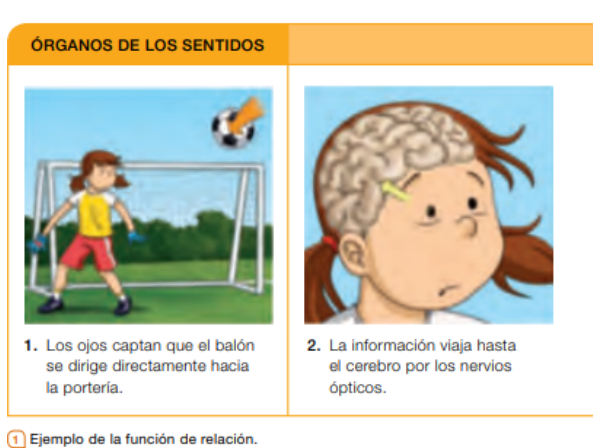 ÓRGANOS DE LOS SENTIDOS
1. Los ojos captan que el balón
se dirige directamente hacia
la portería.
2. La información viaja hasta
el cerebro por los nervios
ópticos.
1 Ejemplo de la función de relación.